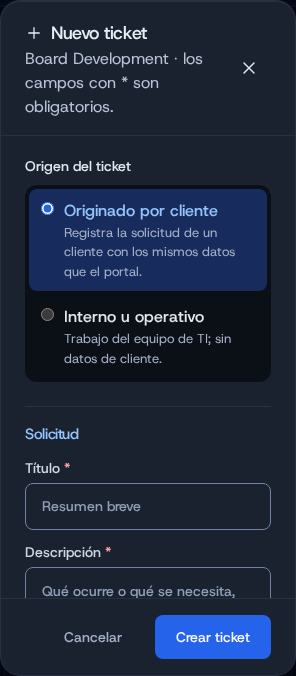 Nuevo ticket
Board Development · los
campos con * son
obligatorios.
Origen del ticket
Originado por cliente
Registra la solicitud de un
cliente con los mismos datos
que el portal.
Interno u operativo
Trabajo del equipo de TI; sin
datos de cliente.
Solicitud
Título *
Resumen breve
Descripción *
Qué ocurre o qué se necesita,
Cancelar
Crear ticket